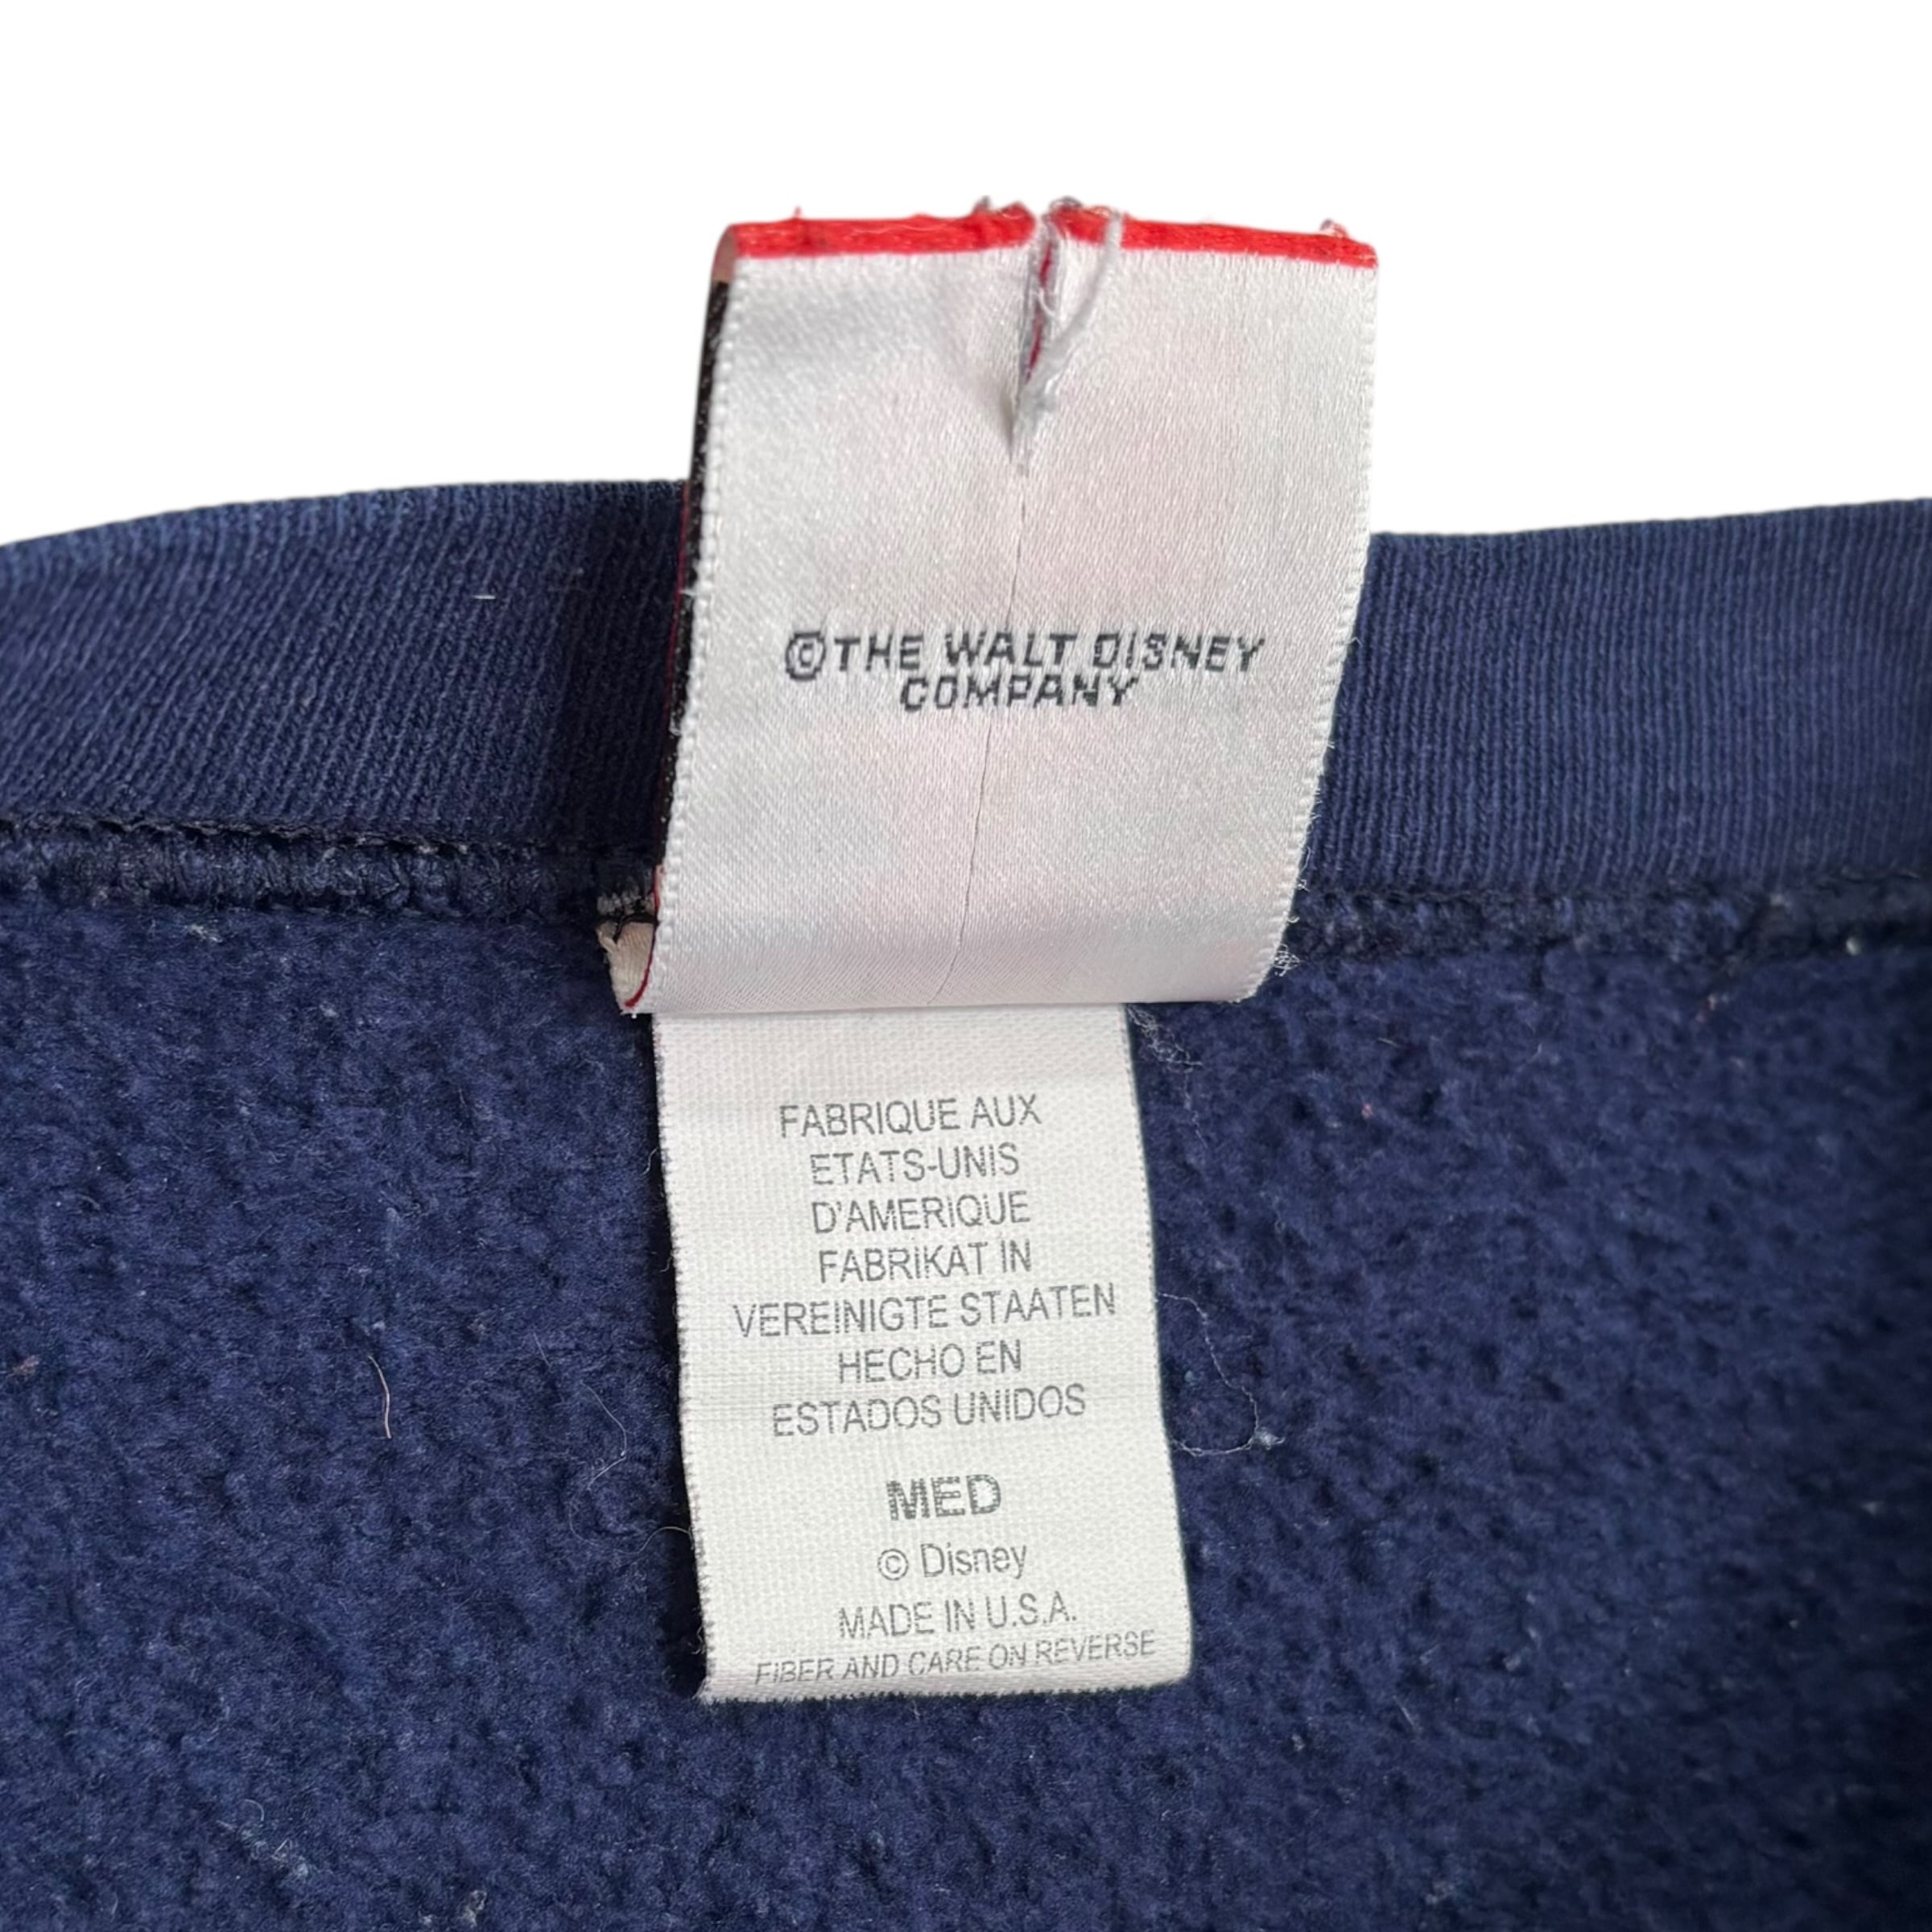 ©THE WALT DISNEY
COMPANY
FABRIQUE AUX
ETATS-UNIS
D'AMERIQUE
FABRIKAT IN
VEREINIGTE STAATEN
HECHO EN
ESTADOS UNIDOS
MED
© Disney
MADE IN U.S.A.
FIBER AND CARE ON REVERSE